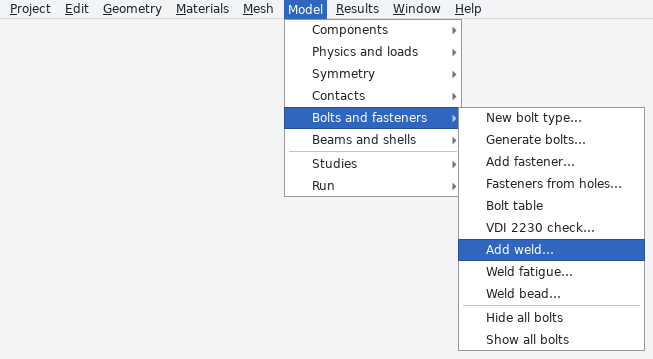 Project Edit Geometry Materials Mesh Model Results Window Help
Components
Physics and loads
Symmetry
Contacts
Bolts and fasteners
Beams and shells
Studies
Run
New bolt type...
Generate bolts...
Add fastener...
Fasteners from holes...
Bolt table
VDI 2230 check...
Add weld...
Weld fatigue...
Weld bead...
Hide all bolts
Show all bolts